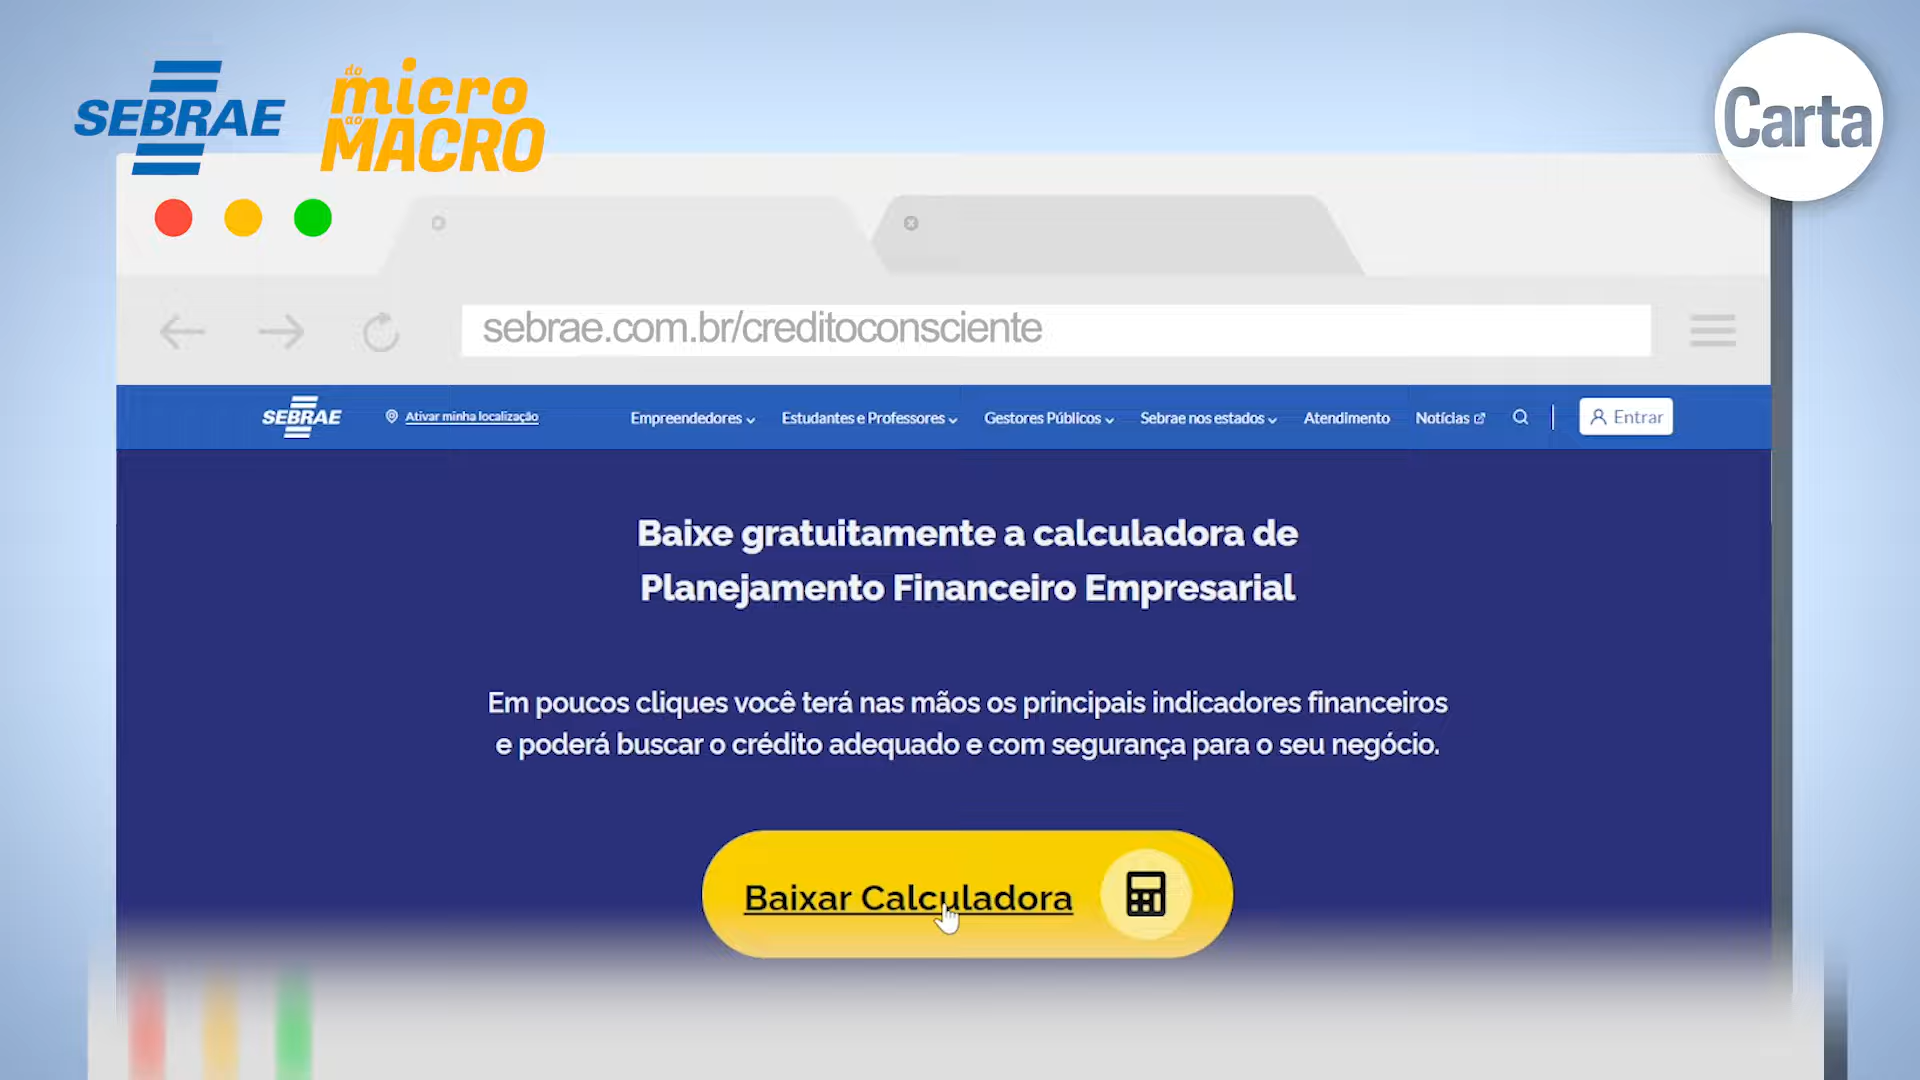 SEBRAE
do
micro
ao
MACRO
Carta
sebrae.com.br/creditoconsciente
SEBRAE
Ativar minha localização
Empreendedores
Estudantes e Professores
Gestores Públicos
Sebrae nos estados
Atendimento
Notícias
Entrar
Baixe gratuitamente a calculadora de
Planejamento Financeiro Empresarial
Em poucos cliques você terá nas mãos os principais indicadores financeiros
e poderá buscar o crédito adequado e com segurança para o seu negócio.
Baixar Calculadora